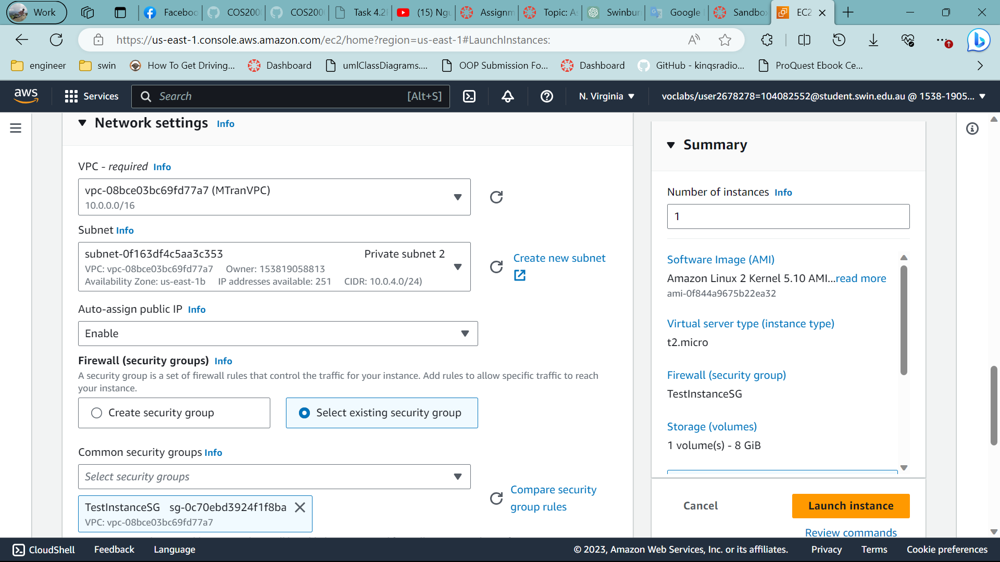 Work
Faceboo
COS200
COS200
Task 4.2P
(15) Ngu
Assignm
Topic: As
Swinbur
Google
Sandbo
EC2
https://us-east-1.console.aws.amazon.com/ec2/home?region=us-east-1#LaunchInstances:
engineer
swin
How To Get Driving...
Dashboard
umlClassDiagrams....
OOP Submission Fo...
Dashboard
GitHub - kinqsradio...
ProQuest Ebook Ce...
aws
Services
Search
[Alt+S]
N. Virginia
voclabs/user2678278=104082552@student.swin.edu.au @ 1538-1905...
Network settings Info
VPC - required Info
vpc-08bce03bc69fd77a7 (MTranVPC)
10.0.0.0/16
Subnet Info
subnet-0f163df4c5aa3c353 Private subnet 2
VPC: vpc-08bce03bc69fd77a7 Owner: 153819058813
Availability Zone: us-east-1b IP addresses available: 251 CIDR: 10.0.4.0/24)
Create new subnet
Auto-assign public IP Info
Enable
Firewall (security groups) Info
A security group is a set of firewall rules that control the traffic for your instance. Add rules to allow specific traffic to reach
your instance.
Create security group
Select existing security group
Common security groups Info
Select security groups
TestInstanceSG sg-0c70ebd3924f1f8ba
VPC: vpc-08bce03bc69fd77a7
Compare security
group rules
Summary
Number of instances Info
1
Software Image (AMI)
Amazon Linux 2 Kernel 5.10 AMI...read more
ami-0f844a9675b22ea32
Virtual server type (instance type)
t2.micro
Firewall (security group)
TestInstanceSG
Storage (volumes)
1 volume(s) - 8 GiB
Cancel
Launch instance
Review commands
CloudShell
Feedback
Language
© 2023, Amazon Web Services, Inc. or its affiliates.
Privacy
Terms
Cookie preferences